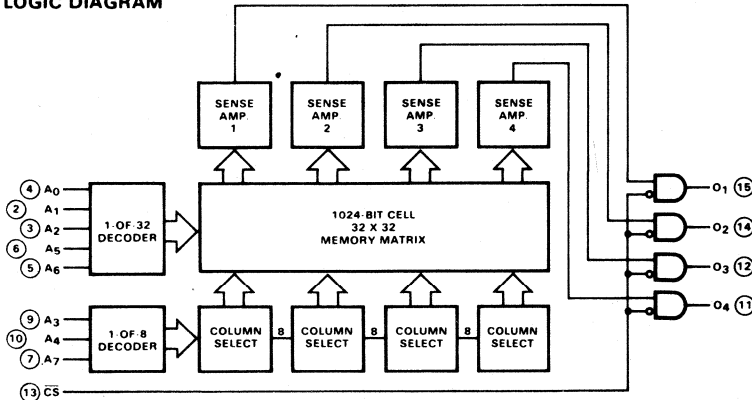 LOGIC DIAGRAM
SENSE
AMP.
1
SENSE
AMP.
2
SENSE
AMP.
3
SENSE
AMP.
4
4 A0
2 A1
3 A2
6 A5
5 A6
1-OF-32
DECODER
1024-BIT CELL
32 X 32
MEMORY MATRIX
O1 15
O2 14
O3 12
O4 11
9 A3
10 A4
7 A7
1-OF-8
DECODER
COLUMN
SELECT
8
COLUMN
SELECT
8
COLUMN
SELECT
8
COLUMN
SELECT
13 C̅S̅